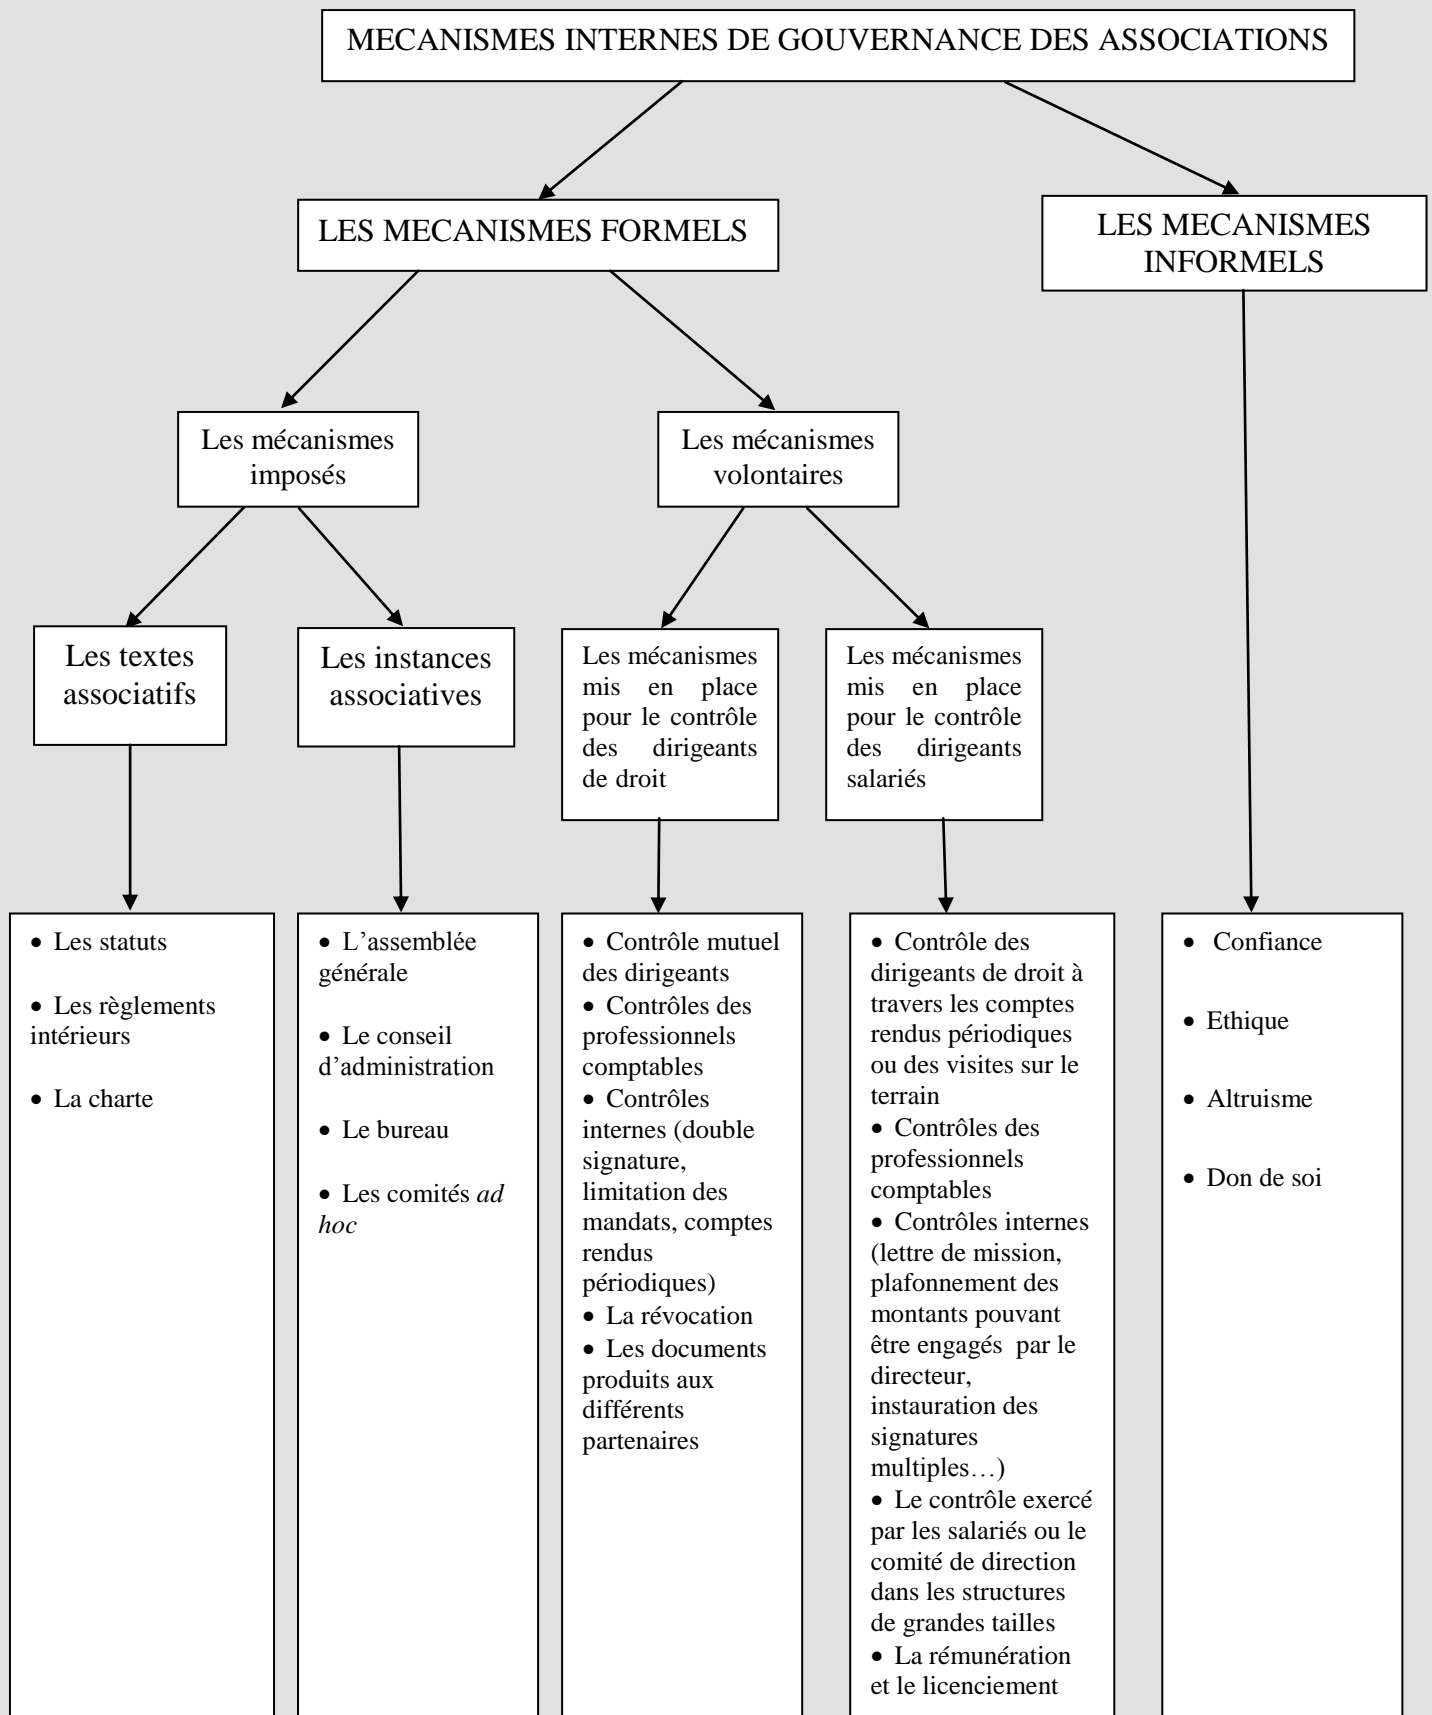 MECANISMES INTERNES DE GOUVERNANCE DES ASSOCIATIONS
LES MECANISMES FORMELS
LES MECANISMES
INFORMELS
Les mécanismes
imposés
Les mécanismes
volontaires
Les textes
associatifs
Les instances
associatives
Les mécanismes
mis en place
pour le contrôle
des dirigeants
de droit
Les mécanismes
mis en place
pour le contrôle
des dirigeants
salariés
• Les statuts
• Les règlements
intérieurs
• La charte
• L’assemblée
générale
• Le conseil
d’administration
• Le bureau
• Les comités ad
hoc
• Contrôle mutuel
des dirigeants
• Contrôles des
professionnels
comptables
• Contrôles
internes (double
signature,
limitation des
mandats, comptes
rendus
périodiques)
• La révocation
• Les documents
produits aux
différents
partenaires
• Contrôle des
dirigeants de droit à
travers les comptes
rendus périodiques
ou des visites sur le
terrain
• Contrôles des
professionnels
comptables
• Contrôles internes
(lettre de mission,
plafonnement des
montants pouvant
être engagés par le
directeur,
instauration des
signatures
multiples…)
• Le contrôle exercé
par les salariés ou le
comité de direction
dans les structures
de grandes tailles
• La rémunération
et le licenciement
• Confiance
• Ethique
• Altruisme
• Don de soi